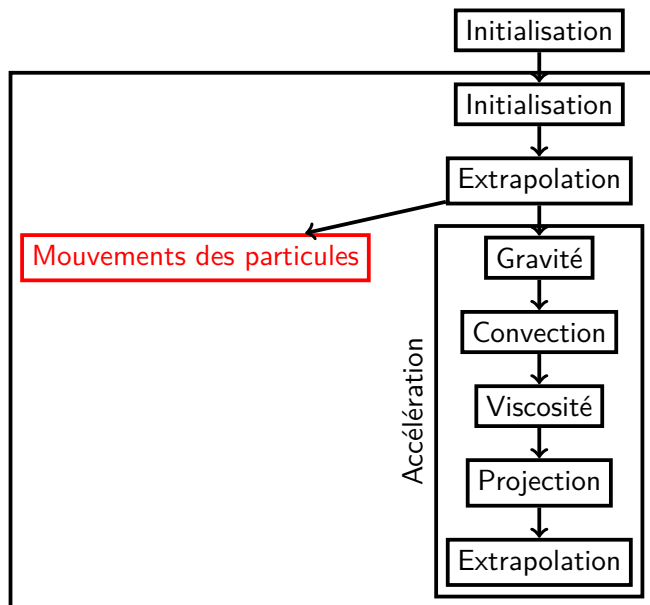 Initialisation
Initialisation
Extrapolation
Mouvements des particules
Gravité
Convection
Accélération
Viscosité
Projection
Extrapolation